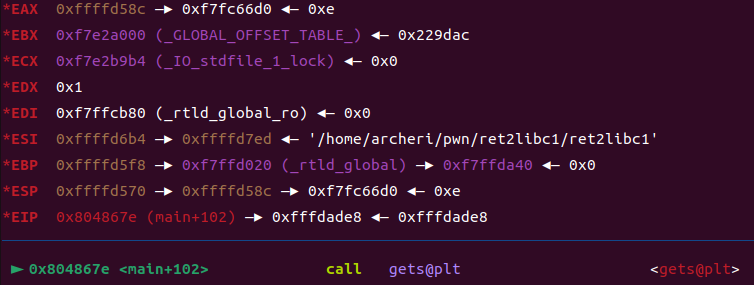 *EAX 0xffffd58c —▸ 0xf7fc66d0 ◂— 0xe
*EBX 0xf7e2a000 (_GLOBAL_OFFSET_TABLE_) ◂— 0x229dac
*ECX 0xf7e2b9b4 (_IO_stdfile_1_lock) ◂— 0x0
*EDX 0x1
*EDI 0xf7ffcb80 (_rtld_global_ro) ◂— 0x0
*ESI 0xffffd6b4 —▸ 0xffffd7ed ◂— '/home/archeri/pwn/ret2libc1/ret2libc1'
*EBP 0xffffd5f8 —▸ 0xf7ffd020 (_rtld_global) —▸ 0xf7ffda40 ◂— 0x0
*ESP 0xffffd570 —▸ 0xffffd58c —▸ 0xf7fc66d0 ◂— 0xe
*EIP 0x804867e (main+102) —▸ 0xfffdade8 ◂— 0xfffdade8
► 0x804867e <main+102> call gets@plt <gets@plt>